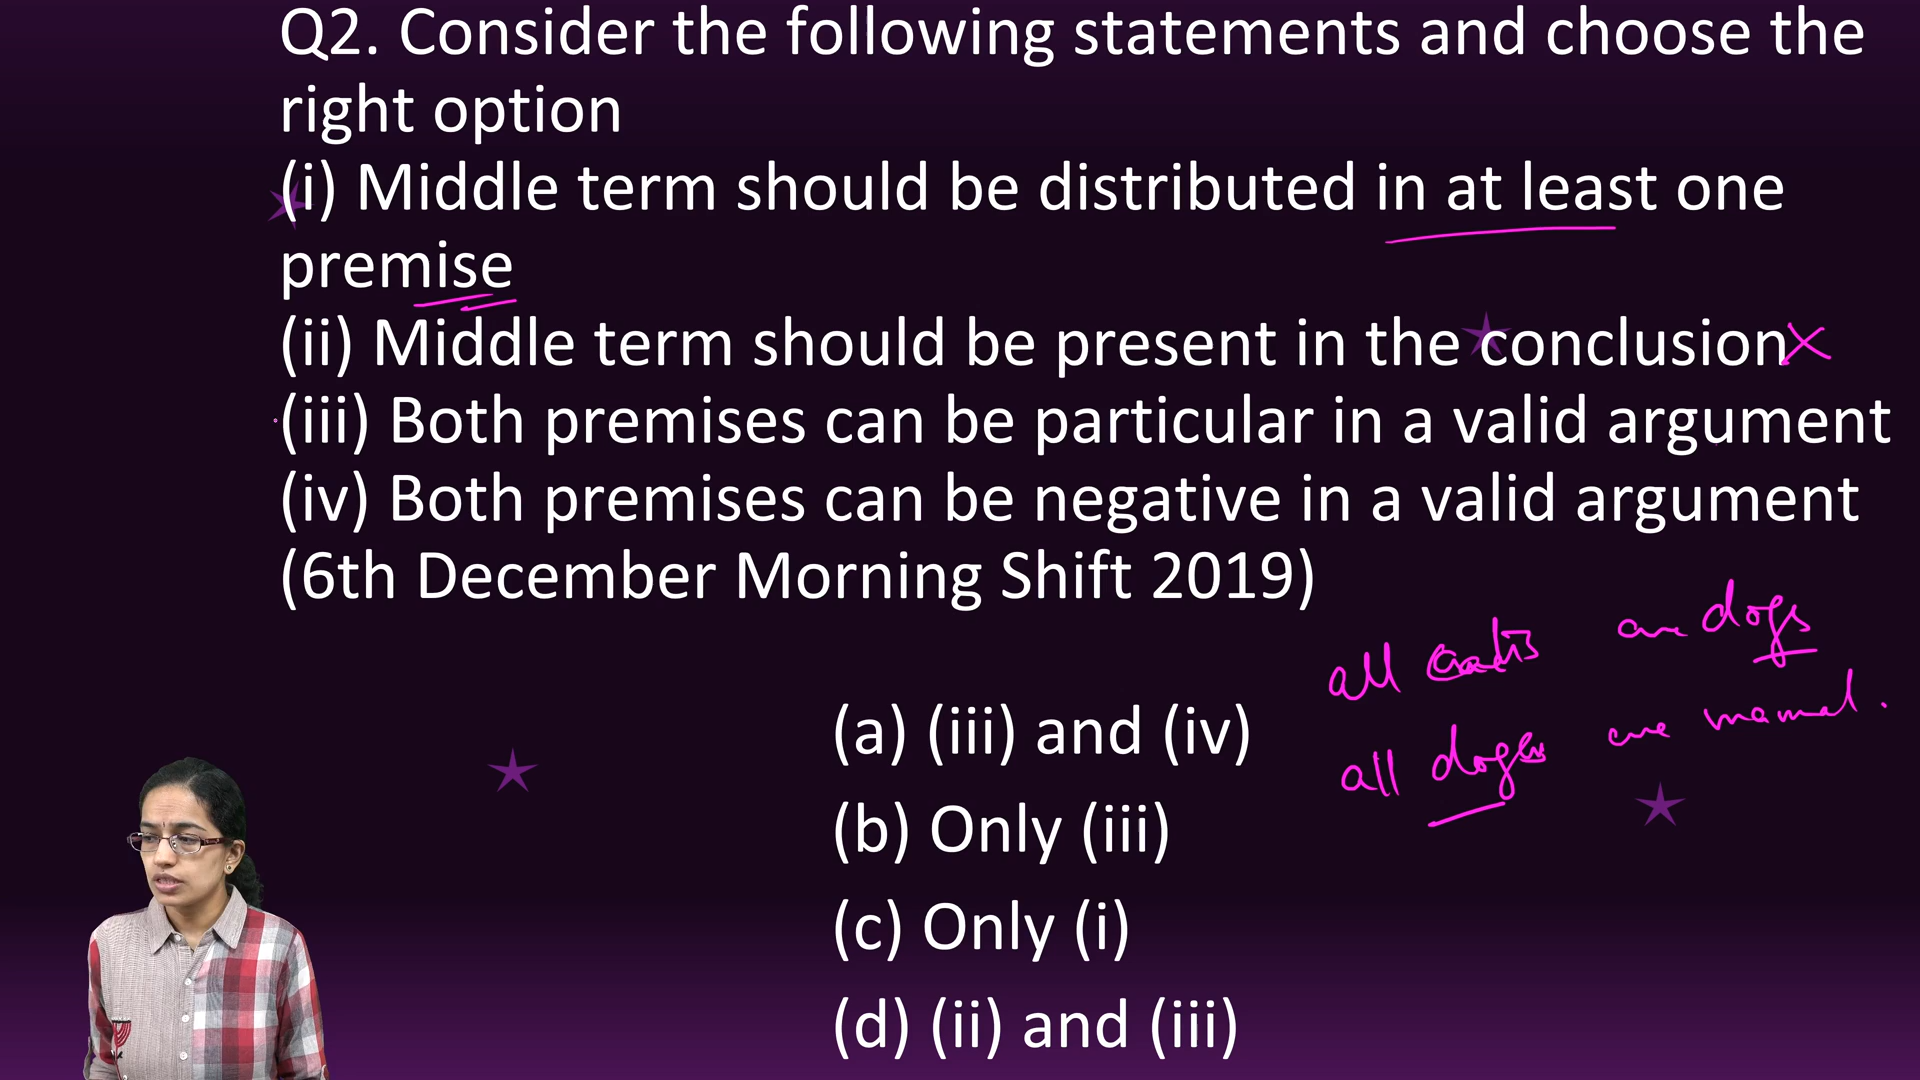 Q2. Consider the following statements and choose the
right option
(i) Middle term should be distributed in at least one
premise
(ii) Middle term should be present in the conclusion
(iii) Both premises can be particular in a valid argument
(iv) Both premises can be negative in a valid argument
(6th December Morning Shift 2019)
all cats are dogs
all dogs are mamal.
(a) (iii) and (iv)
(b) Only (iii)
(c) Only (i)
(d) (ii) and (iii)